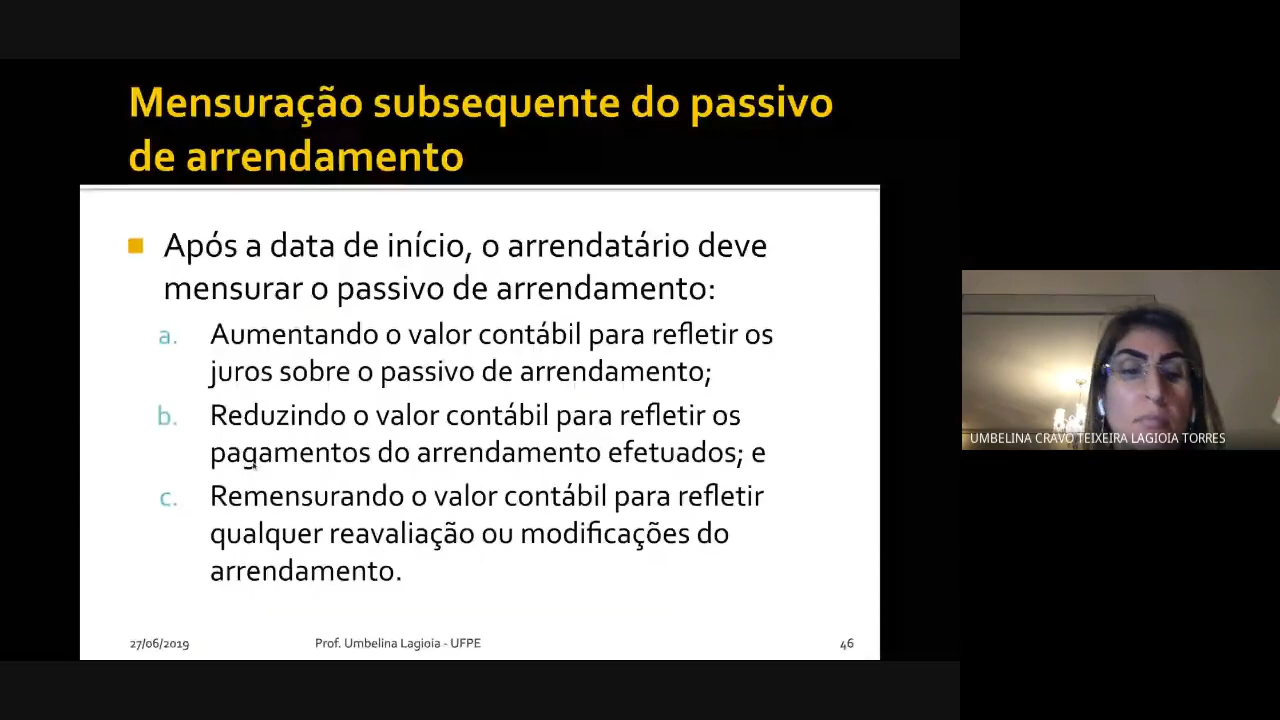 Mensuração subsequente do passivo
de arrendamento
Após a data de início, o arrendatário deve
mensurar o passivo de arrendamento:
a. Aumentando o valor contábil para refletir os
juros sobre o passivo de arrendamento;
b. Reduzindo o valor contábil para refletir os
pagamentos do arrendamento efetuados; e
c. Remensurando o valor contábil para refletir
qualquer reavaliação ou modificações do
arrendamento.
27/06/2019 Prof. Umbelina Lagioia - UFPE 46
UMBELINA CRAVO TEIXEIRA LAGIOIA TORRES